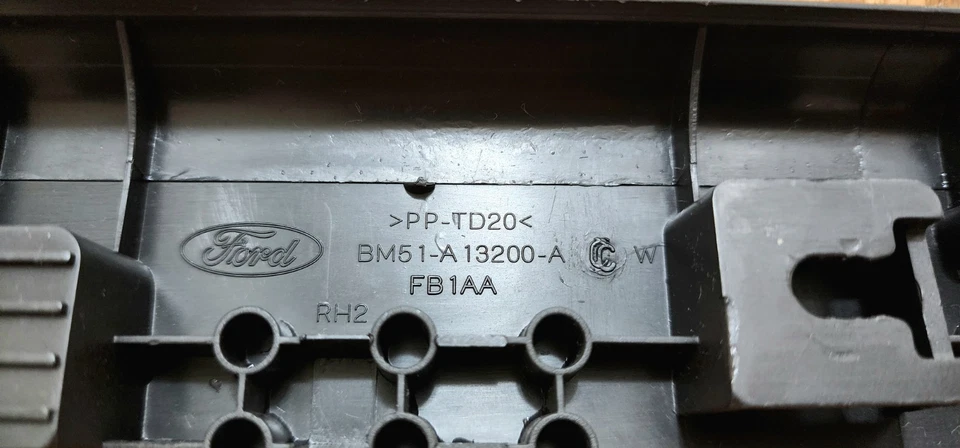 >PP-TD20<
Ford
BM51-A13200-A
W
FB1AA
RH2